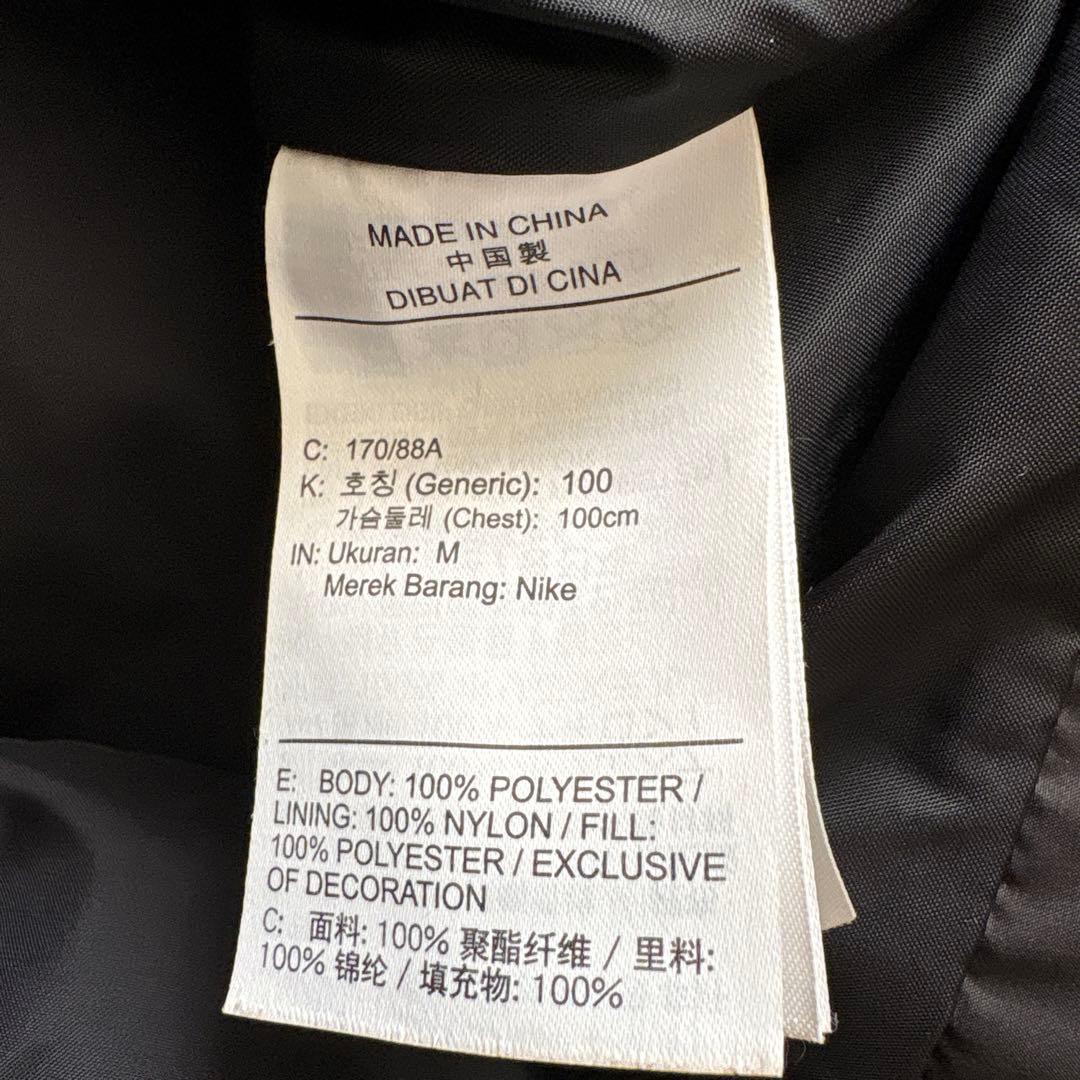 MADE IN CHINA
中国製
DIBUAT DI CINA
C: 170/88A
K: 호칭 (Generic): 100
가슴둘레 (Chest): 100cm
IN: Ukuran: M
Merek Barang: Nike
E: BODY: 100% POLYESTER /
LINING: 100% NYLON / FILL:
100% POLYESTER / EXCLUSIVE
OF DECORATION
C: 面料: 100% 聚酯纤维 / 里料:
100% 锦纶 / 填充物: 100%